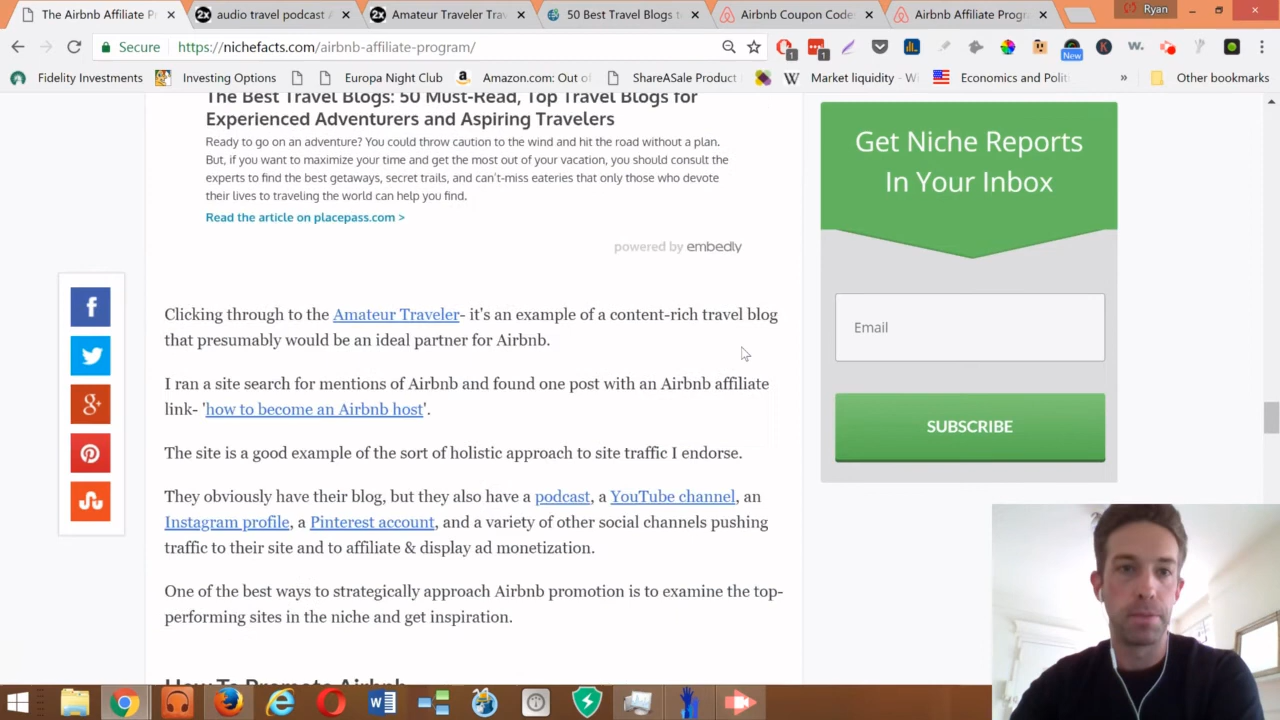 The Airbnb Affiliate P
audio travel podcast
Amateur Traveler Trav
50 Best Travel Blogs to
Airbnb Coupon Code
Airbnb Affiliate Progr
Ryan
Secure
https://nichefacts.com/airbnb-affiliate-program/
1
1
New
K
W.
Fidelity Investments
Investing Options
Europa Night Club
Amazon.com: Out of
ShareASale Product
Market liquidity - Wi
Economics and Polit
»
Other bookmarks
The Best Travel Blogs: 50 Must-Read, Top Travel Blogs for
Experienced Adventurers and Aspiring Travelers
Ready to go on an adventure? You could throw caution to the wind and hit the road without a plan.
But, if you want to maximize your time and get the most out of your vacation, you should consult the
experts to find the best getaways, secret trails, and can't-miss eateries that only those who devote
their lives to traveling the world can help you find.
Read the article on placepass.com >
powered by embedly
Clicking through to the Amateur Traveler- it's an example of a content-rich travel blog
that presumably would be an ideal partner for Airbnb.
I ran a site search for mentions of Airbnb and found one post with an Airbnb affiliate
link- 'how to become an Airbnb host'.
The site is a good example of the sort of holistic approach to site traffic I endorse.
They obviously have their blog, but they also have a podcast, a YouTube channel, an
Instagram profile, a Pinterest account, and a variety of other social channels pushing
traffic to their site and to affiliate & display ad monetization.
One of the best ways to strategically approach Airbnb promotion is to examine the top-
performing sites in the niche and get inspiration.
How To Promote Airbnb
Get Niche Reports
In Your Inbox
Email
SUBSCRIBE